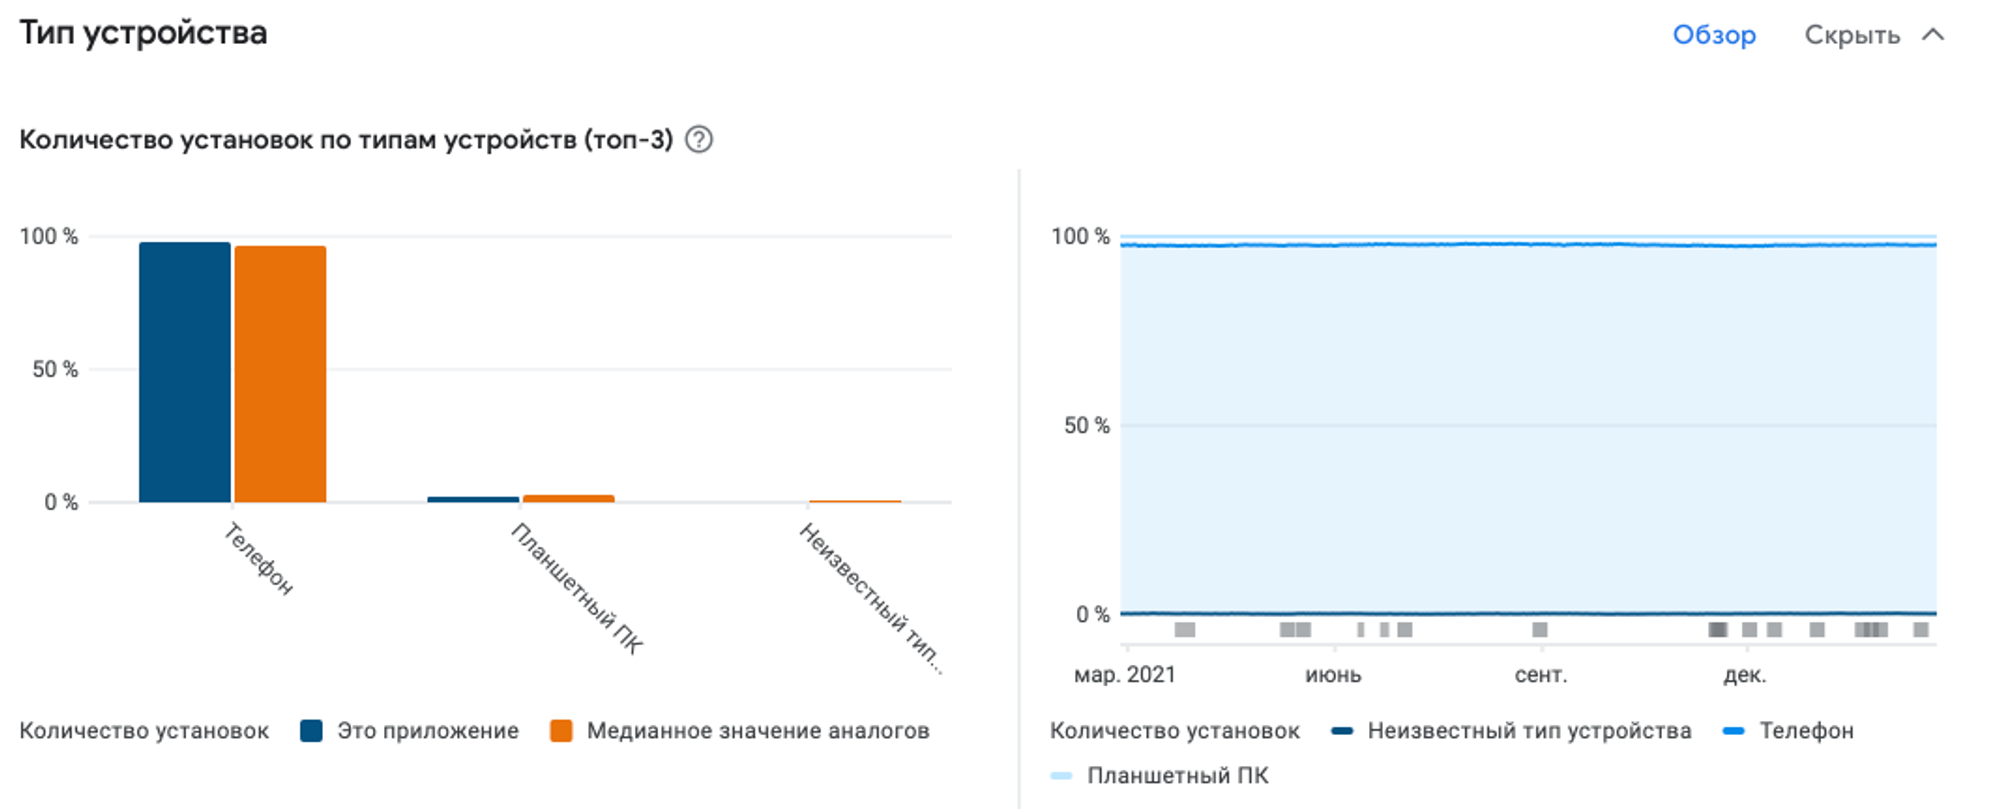 Тип устройства
Обзор
Скрыть
Количество установок по типам устройств (топ-3) ?
100 %
50 %
0 %
Телефон
Планшетный ПК
Неизвестный тип...
Количество установок Это приложение Медианное значение аналогов
100 %
50 %
0 %
мар. 2021 июнь сент. дек.
Количество установок Неизвестный тип устройства Телефон
Планшетный ПК